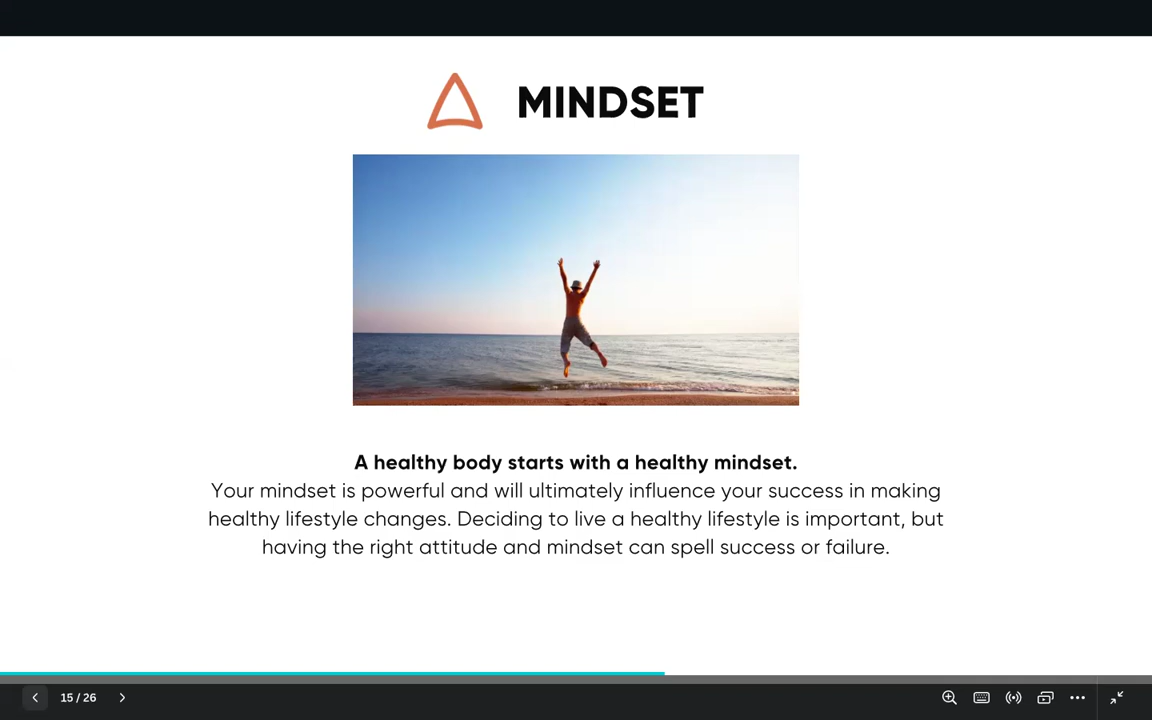 MINDSET
A healthy body starts with a healthy mindset.
Your mindset is powerful and will ultimately influence your success in making
healthy lifestyle changes. Deciding to live a healthy lifestyle is important, but
having the right attitude and mindset can spell success or failure.
15 / 26